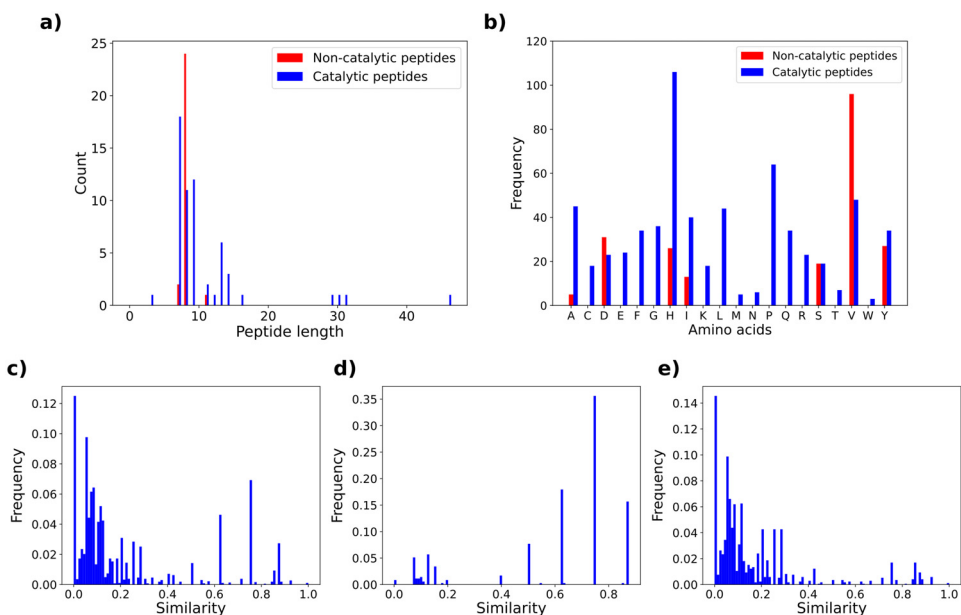 a)
25
20
15
10
5
0
Count
Non-catalytic peptides
Catalytic peptides
0 10 20 30 40
Peptide length
b)
120
100
80
60
40
20
0
Frequency
Non-catalytic peptides
Catalytic peptides
A C D E F G H I K L M N P Q R S T V W Y
Amino acids
c)
0.12
0.10
0.08
0.06
0.04
0.02
0.00
Frequency
0.0 0.2 0.4 0.6 0.8 1.0
Similarity
d)
0.35
0.30
0.25
0.20
0.15
0.10
0.05
0.00
Frequency
0.0 0.2 0.4 0.6 0.8
Similarity
e)
0.14
0.12
0.10
0.08
0.06
0.04
0.02
0.00
Frequency
0.0 0.2 0.4 0.6 0.8 1.0
Similarity